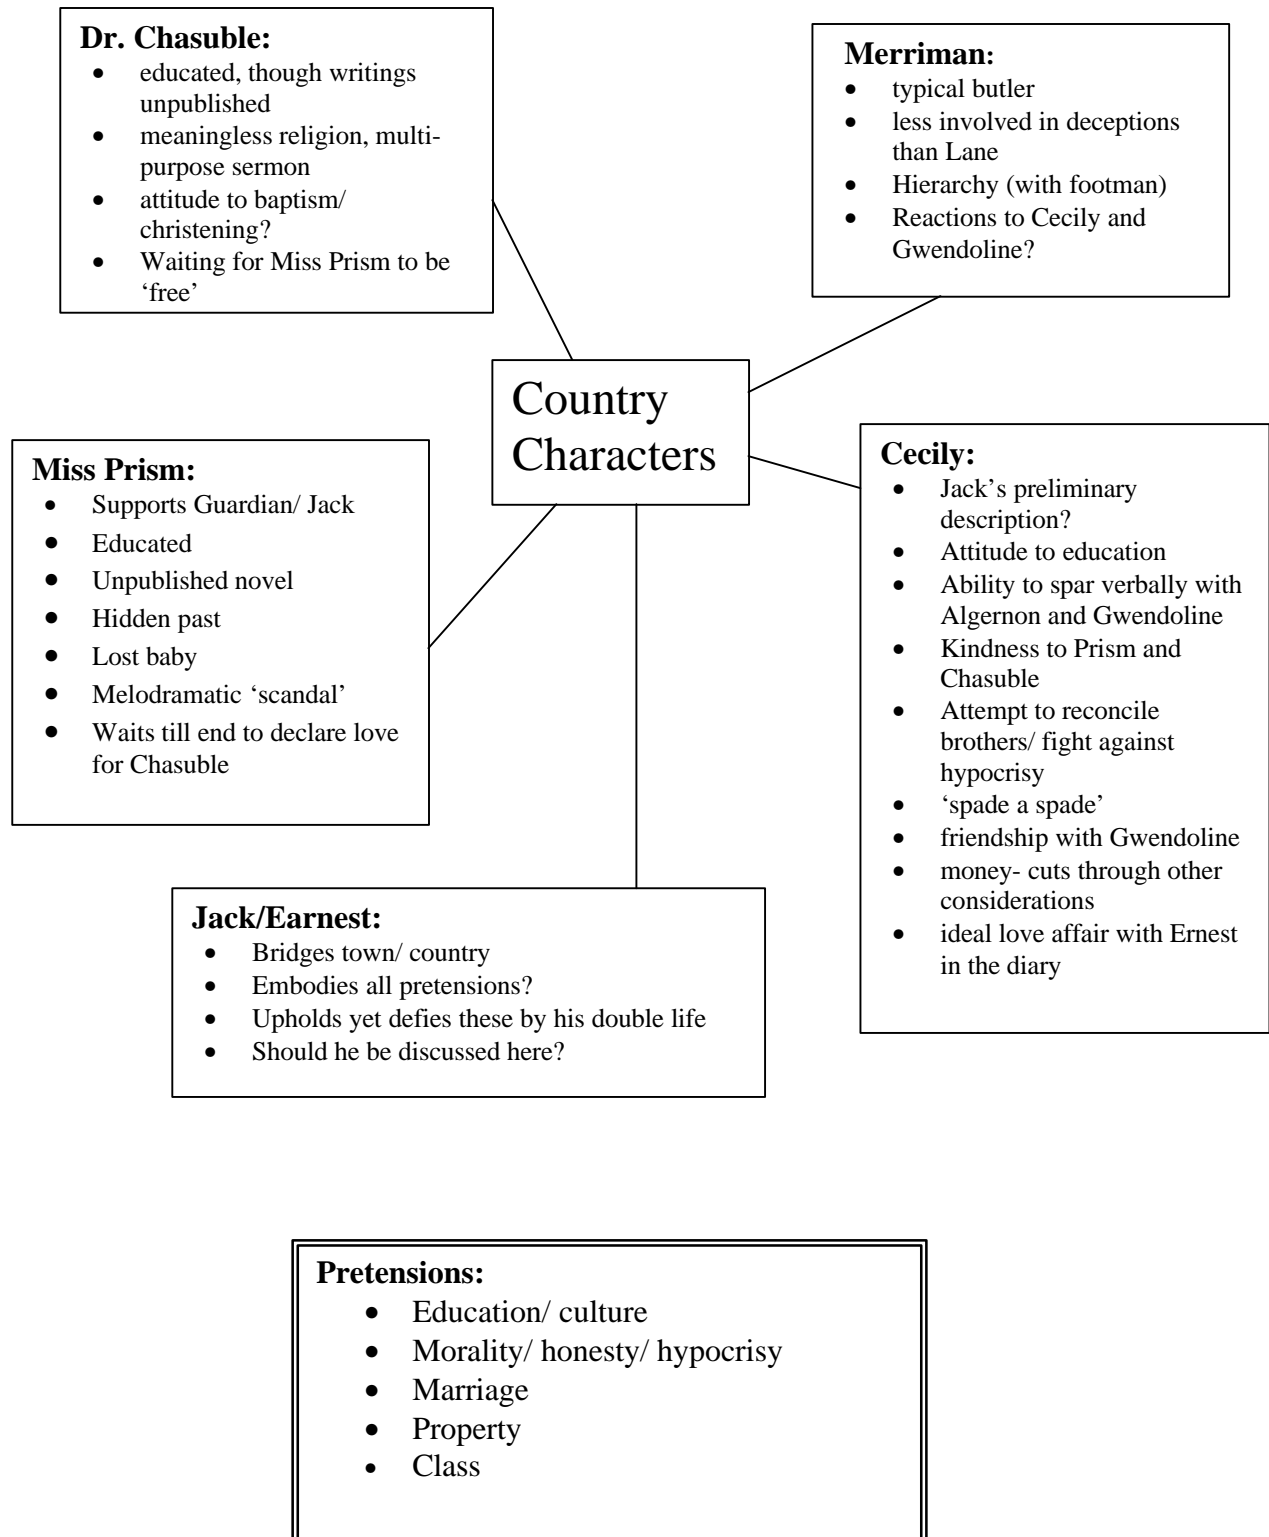 Dr. Chasuble:
• educated, though writings
unpublished
• meaningless religion, multi-
purpose sermon
• attitude to baptism/
christening?
• Waiting for Miss Prism to be
‘free’
Merriman:
• typical butler
• less involved in deceptions
than Lane
• Hierarchy (with footman)
• Reactions to Cecily and
Gwendoline?
Country
Characters
Miss Prism:
• Supports Guardian/ Jack
• Educated
• Unpublished novel
• Hidden past
• Lost baby
• Melodramatic ‘scandal’
• Waits till end to declare love
for Chasuble
Cecily:
• Jack’s preliminary
description?
• Attitude to education
• Ability to spar verbally with
Algernon and Gwendoline
• Kindness to Prism and
Chasuble
• Attempt to reconcile
brothers/ fight against
hypocrisy
• ‘spade a spade’
• friendship with Gwendoline
• money- cuts through other
considerations
• ideal love affair with Ernest
in the diary
Jack/Earnest:
• Bridges town/ country
• Embodies all pretensions?
• Upholds yet defies these by his double life
• Should he be discussed here?
Pretensions:
• Education/ culture
• Morality/ honesty/ hypocrisy
• Marriage
• Property
• Class